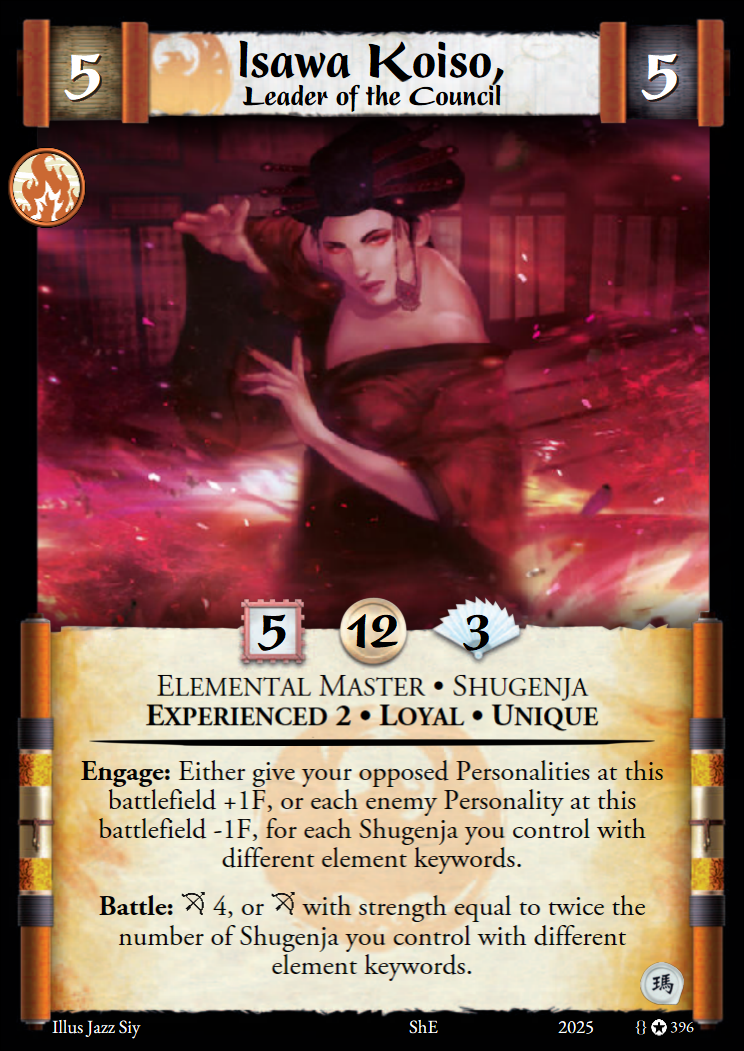 5
Isawa Koiso,
Leader of the Council
5
5
12
3
Elemental Master • Shugenja
Experienced 2 • Loyal • Unique
Engage: Either give your opposed Personalities at this
battlefield +1F, or each enemy Personality at this
battlefield -1F, for each Shugenja you control with
different element keywords.
Battle: 4, or with strength equal to twice the
number of Shugenja you control with different
element keywords.
瑪
Illus Jazz Siy
ShE
2025
{} 396